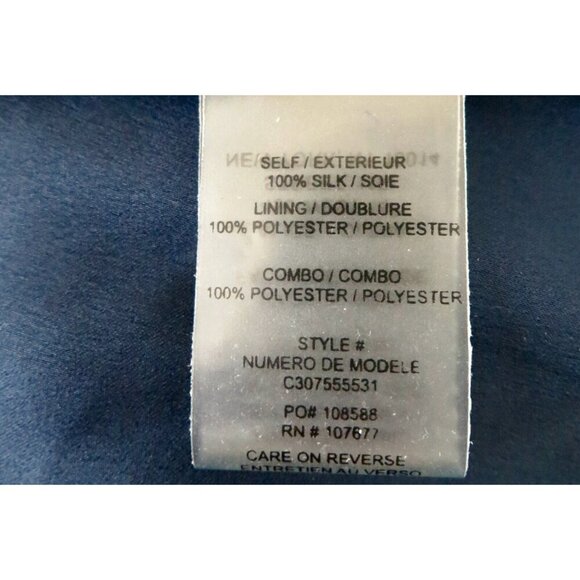 SELF / EXTERIEUR
100% SILK / SOIE
LINING / DOUBLURE
100% POLYESTER / POLYESTER
COMBO / COMBO
100% POLYESTER / POLYESTER
STYLE #
NUMERO DE MODELE
C307555531
PO# 108588
RN # 107677
CARE ON REVERSE
ENTRETIEN AU VERSO